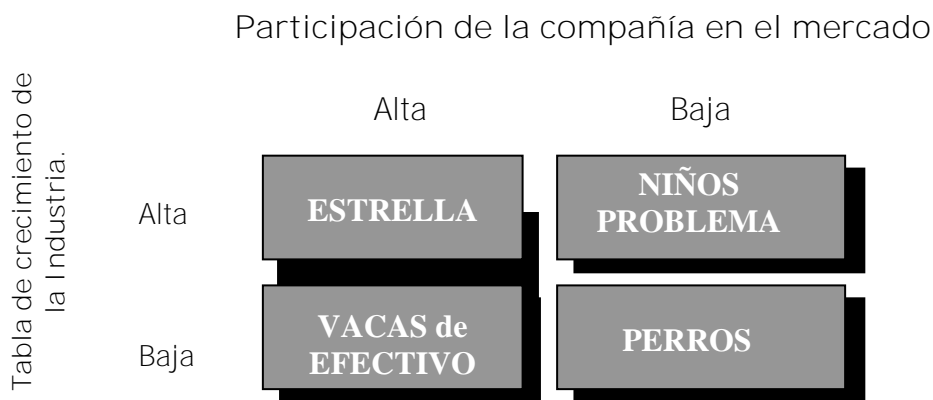 Participación de la compañía en el mercado
Tabla de crecimiento de
la Industria.
Alta
Baja
Alta
ESTRELLA
NIÑOS
PROBLEMA
Baja
VACAS de
EFECTIVO
PERROS